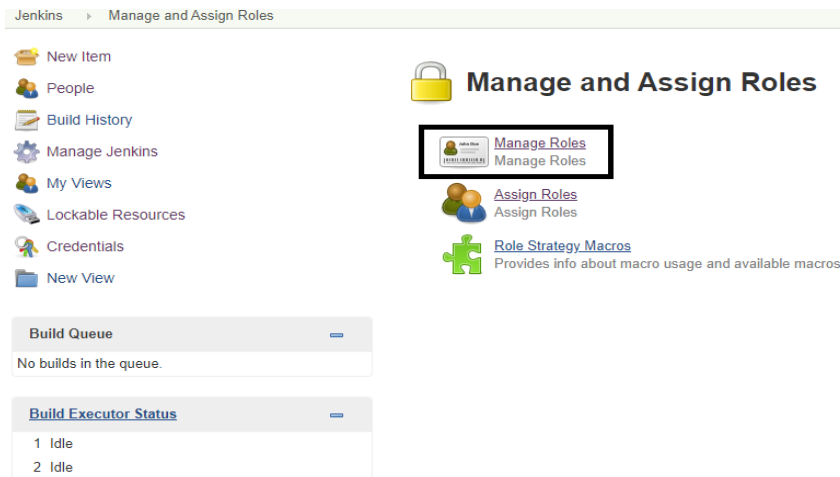 Jenkins Manage and Assign Roles
New Item
People
Build History
Manage Jenkins
My Views
Lockable Resources
Credentials
New View
Build Queue
No builds in the queue.
Build Executor Status
1 Idle
2 Idle
Manage and Assign Roles
Manage Roles
Manage Roles
Assign Roles
Assign Roles
Role Strategy Macros
Provides info about macro usage and available macros